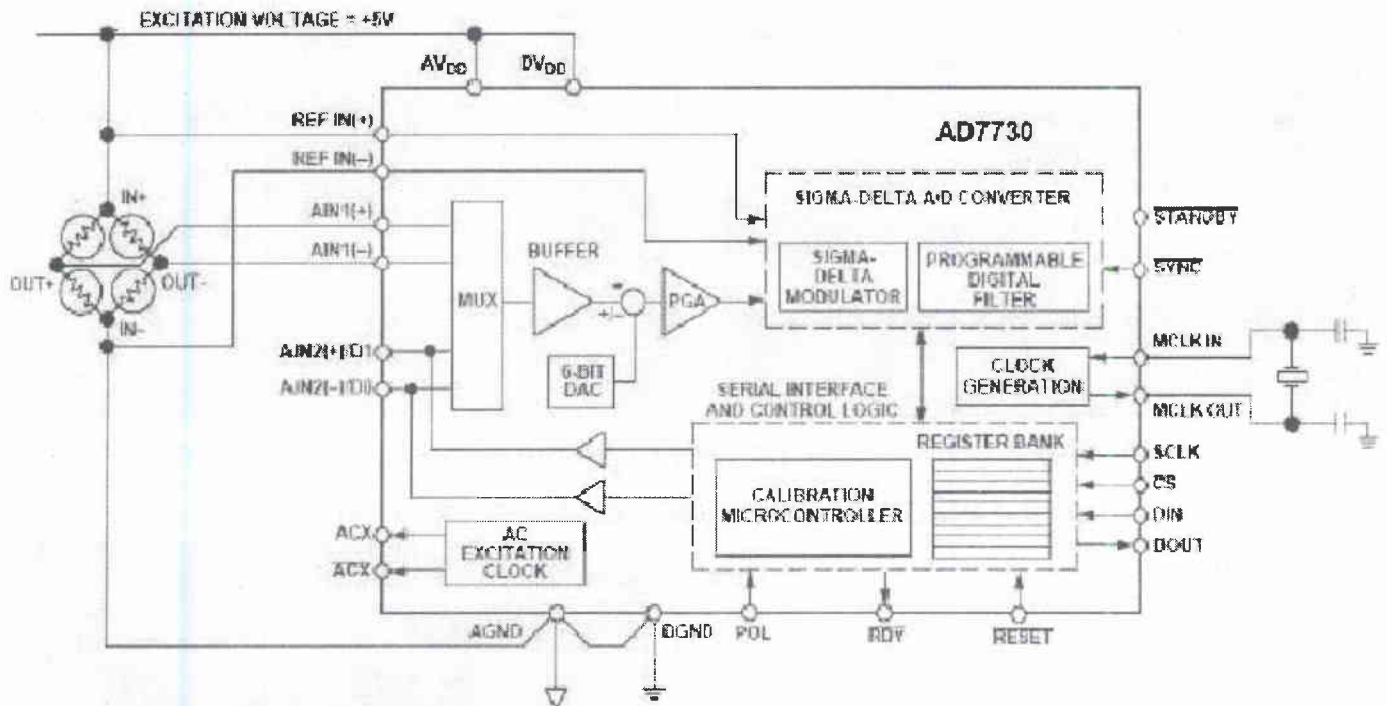 EXCITATION VOLTAGE = +5V
AVDD
DVDD
REF IN(+)
REF IN(–)
AD7730
SIGMA-DELTA A/D CONVERTER
IN+
AIN1(+)
AIN1(–)
BUFFER
SIGMA-
DELTA
MODULATOR
PROGRAMMABLE
DIGITAL
FILTER
STANDBY
SYNC
OUT+
OUT-
IN-
MUX
+/–
PGA
AIN2(+)/D1
AIN2(–)/D0
6-BIT
DAC
SERIAL INTERFACE
AND CONTROL LOGIC
CLOCK
GENERATION
MCLK IN
MCLK OUT
REGISTER BANK
CALIBRATION
MICROCONTROLLER
SCLK
CS
DIN
DOUT
ACX
ACX
AC
EXCITATION
CLOCK
AGND
DGND
POL
RDY
RESET